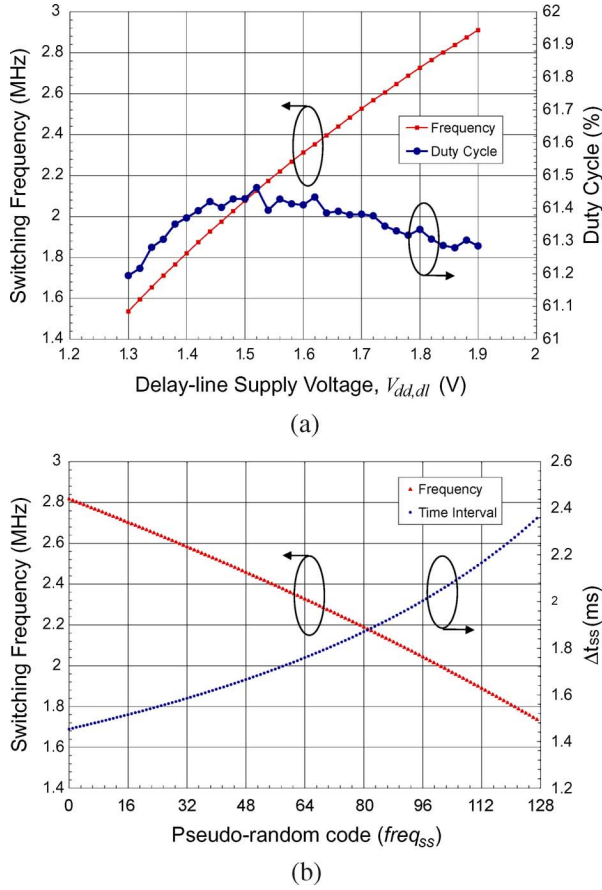 3
2.8
2.6
2.4
2.2
2
1.8
1.6
1.4
Switching Frequency (MHz)
62
61.9
61.8
61.7
61.6
61.5
61.4
61.3
61.2
61.1
61
Duty Cycle (%)
Frequency
Duty Cycle
1.2 1.3 1.4 1.5 1.6 1.7 1.8 1.9 2
Delay-line Supply Voltage, Vdd,dl (V)
(a)
3
2.8
2.6
2.4
2.2
2
1.8
1.6
1.4
Switching Frequency (MHz)
2.6
2.4
2.2
2
1.8
1.6
1.4
1.2
Δtss (ms)
Frequency
Time Interval
0 16 32 48 64 80 96 112 128
Pseudo-random code (freqss)
(b)